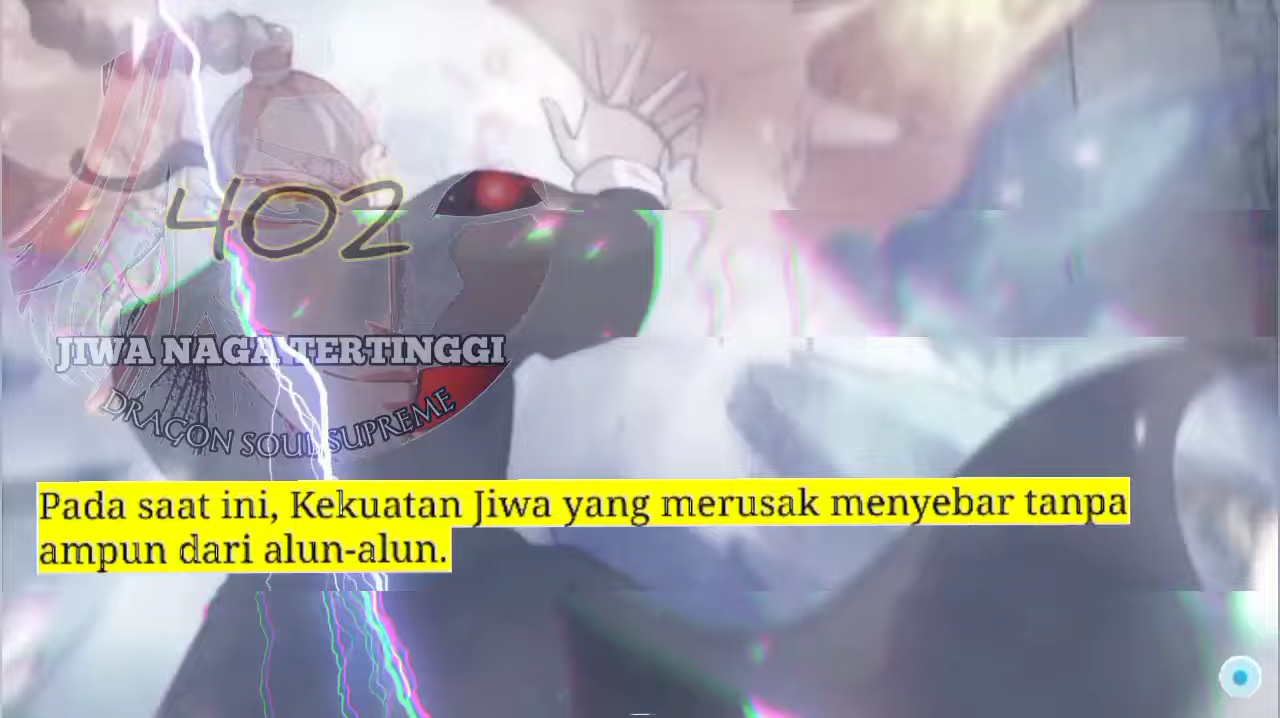 402
JIWA NAGA TERTINGGI
DRAGON SOUL SUPREME
Pada saat ini, Kekuatan Jiwa yang merusak menyebar tanpa
ampun dari alun-alun.